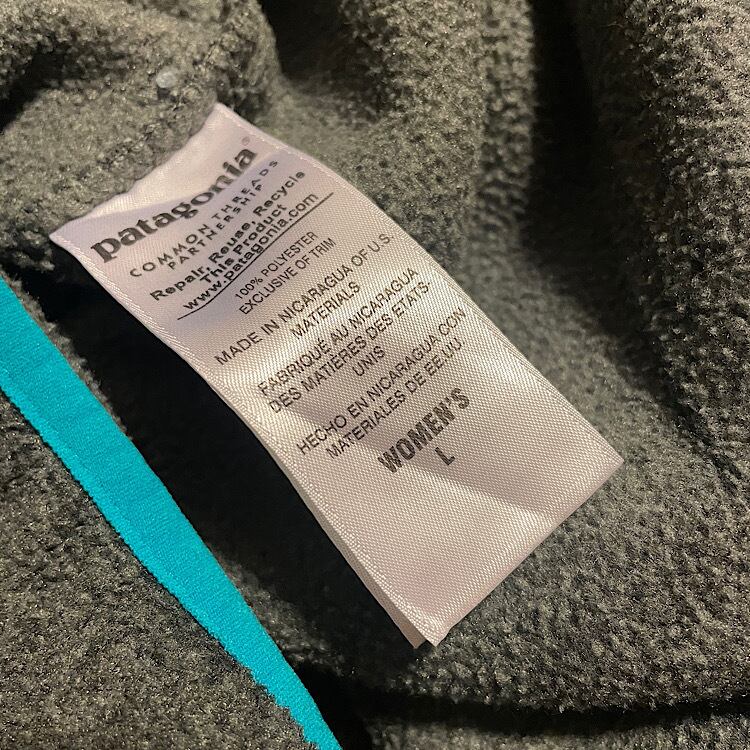 patagonia®
COMMON THREADS
PARTNERSHIP
Repair, Reuse, Recycle
This Product
www.patagonia.com
100% POLYESTER
EXCLUSIVE OF TRIM
MADE IN NICARAGUA OF U.S.
MATERIALS
FABRIQUÉ AU NICARAGUA
DES MATIÈRES DES ÉTATS-
UNIS
HECHO EN NICARAGUA CON
MATERIALES DE EE.UU.
WOMEN'S
L